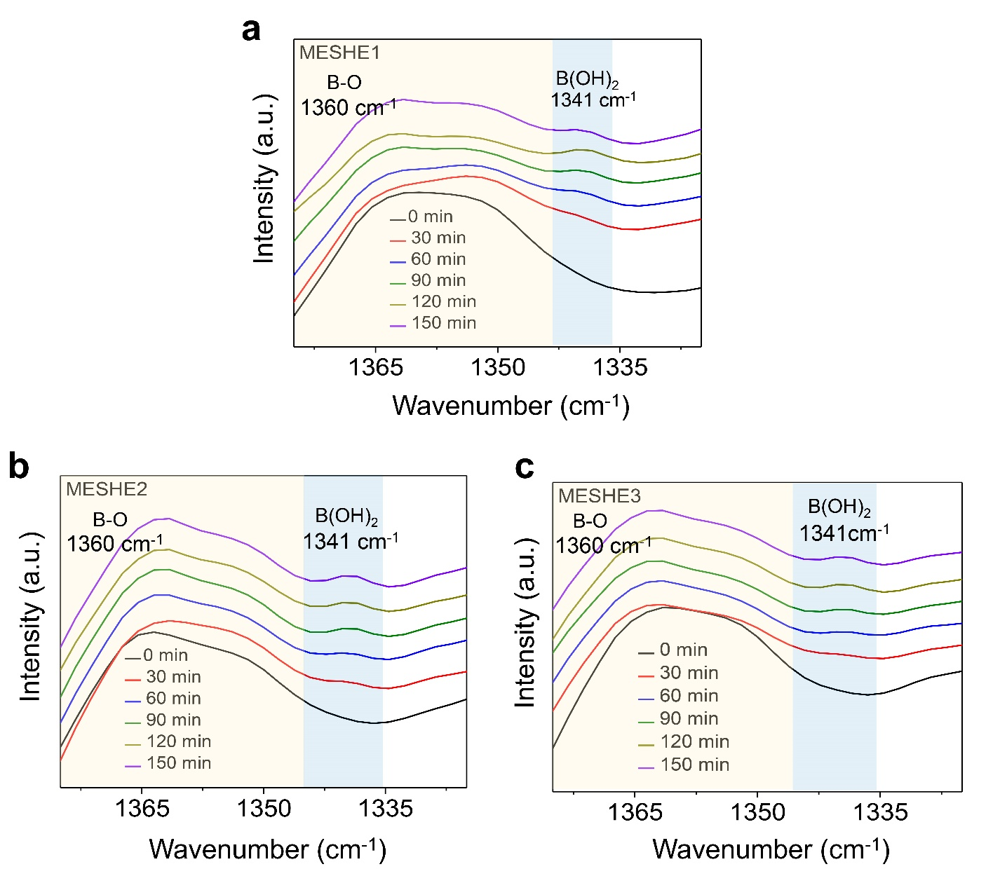 a
MESHE1
B-O
1360 cm⁻¹
B(OH)₂
1341 cm⁻¹
0 min
30 min
60 min
90 min
120 min
150 min
Intensity (a.u.)
1365 1350 1335
Wavenumber (cm⁻¹)
b
MESHE2
B-O
1360 cm⁻¹
B(OH)₂
1341 cm⁻¹
0 min
30 min
60 min
90 min
120 min
150 min
Intensity (a.u.)
1365 1350 1335
Wavenumber (cm⁻¹)
c
MESHE3
B-O
1360 cm⁻¹
B(OH)₂
1341cm⁻¹
0 min
30 min
60 min
90 min
120 min
150 min
Intensity (a.u.)
1365 1350 1335
Wavenumber (cm⁻¹)